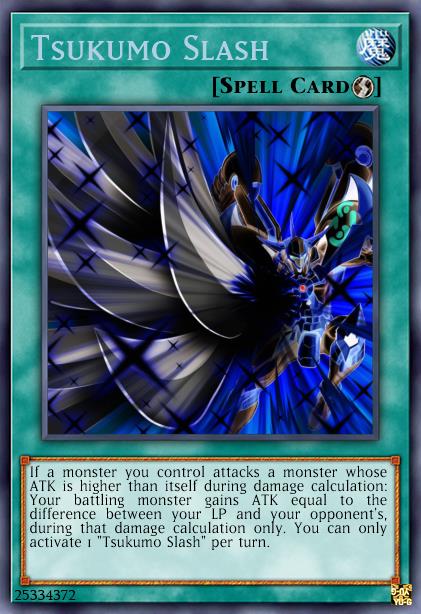 Tsukumo Slash
魔
[Spell Card]
If a monster you control attacks a monster whose
ATK is higher than itself during damage calculation:
Your battling monster gains ATK equal to the
difference between your LP and your opponent's,
during that damage calculation only. You can only
activate 1 "Tsukumo Slash" per turn.
25334372